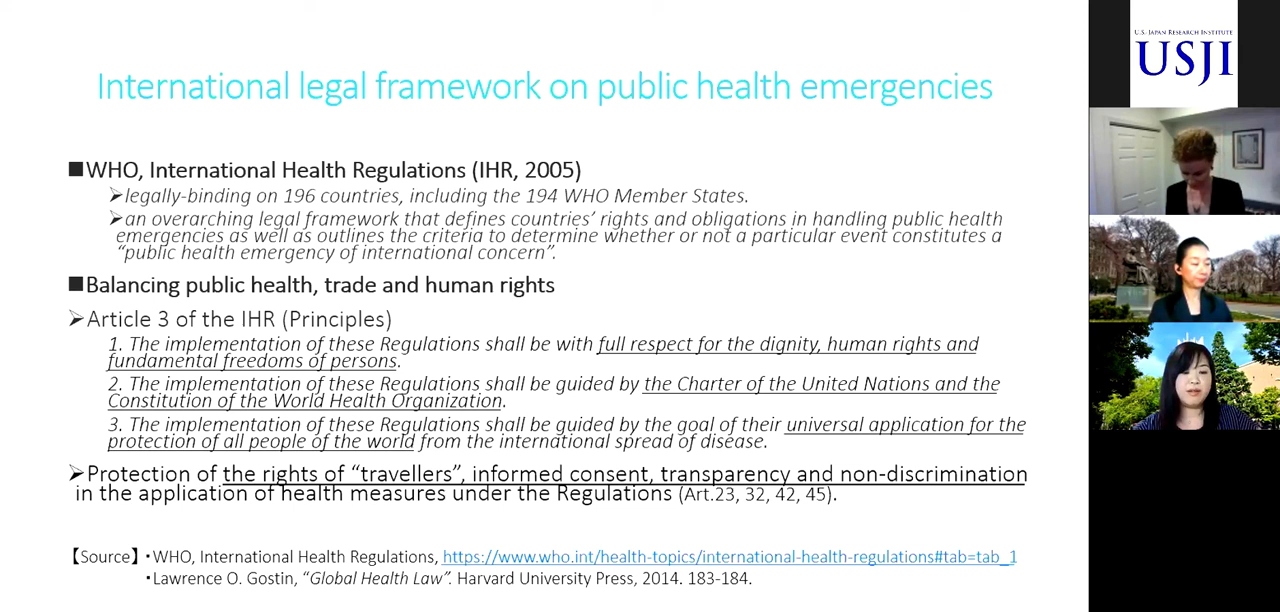 International legal framework on public health emergencies
■WHO, International Health Regulations (IHR, 2005)
➢legally-binding on 196 countries, including the 194 WHO Member States.
➢an overarching legal framework that defines countries' rights and obligations in handling public health
emergencies as well as outlines the criteria to determine whether or not a particular event constitutes a
“public health emergency of international concern”.
■Balancing public health, trade and human rights
➢Article 3 of the IHR (Principles)
1. The implementation of these Regulations shall be with full respect for the dignity, human rights and
fundamental freedoms of persons.
2. The implementation of these Regulations shall be guided by the Charter of the United Nations and the
Constitution of the World Health Organization.
3. The implementation of these Regulations shall be guided by the goal of their universal application for the
protection of all people of the world from the international spread of disease.
➢Protection of the rights of “travellers”, informed consent, transparency and non-discrimination
in the application of health measures under the Regulations (Art.23, 32, 42, 45).
【Source】・WHO, International Health Regulations, https://www.who.int/health-topics/international-health-regulations#tab=tab_1
・Lawrence O. Gostin, “Global Health Law”. Harvard University Press, 2014. 183-184.
U.S. JAPAN RESEARCH INSTITUTE
USJI